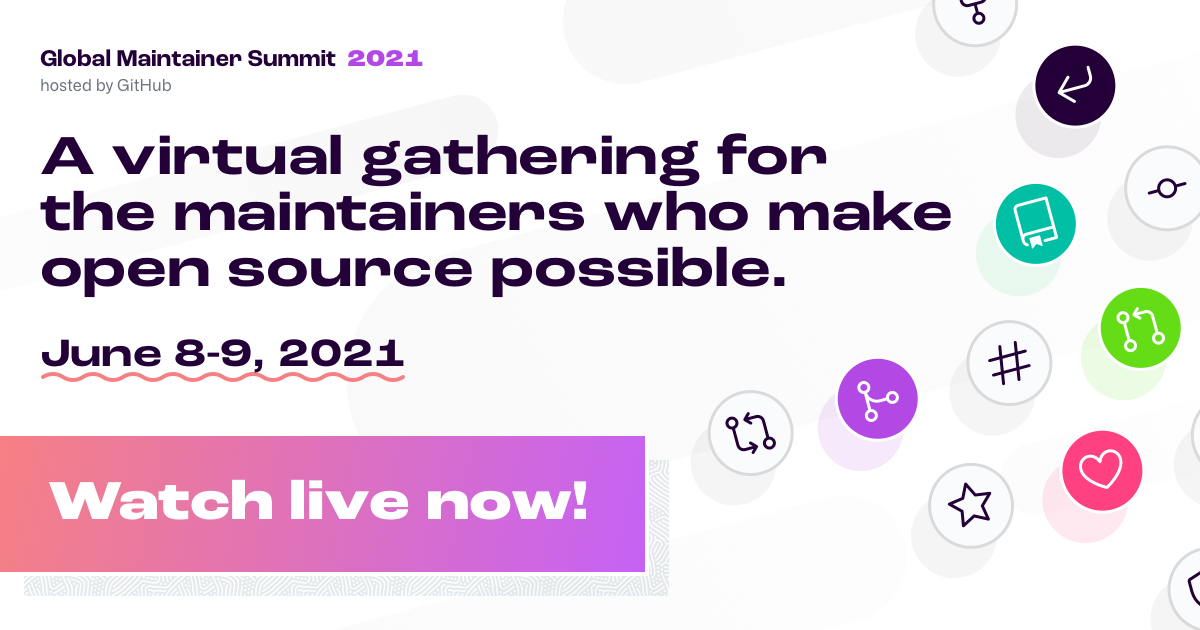 Global Maintainer Summit 2021
hosted by GitHub
A virtual gathering for
the maintainers who make
open source possible.
June 8-9, 2021
Watch live now!